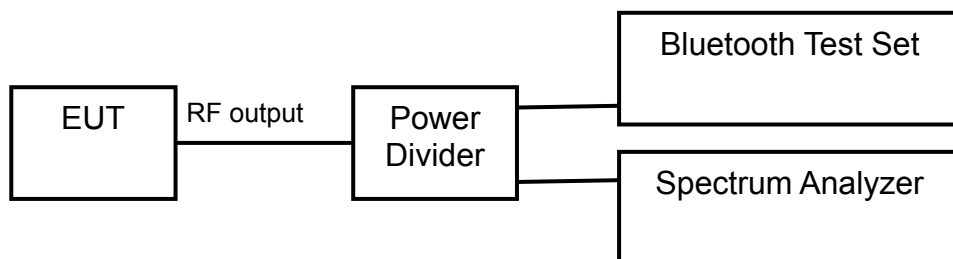 EUT
RF output
Power
Divider
Bluetooth Test Set
Spectrum Analyzer